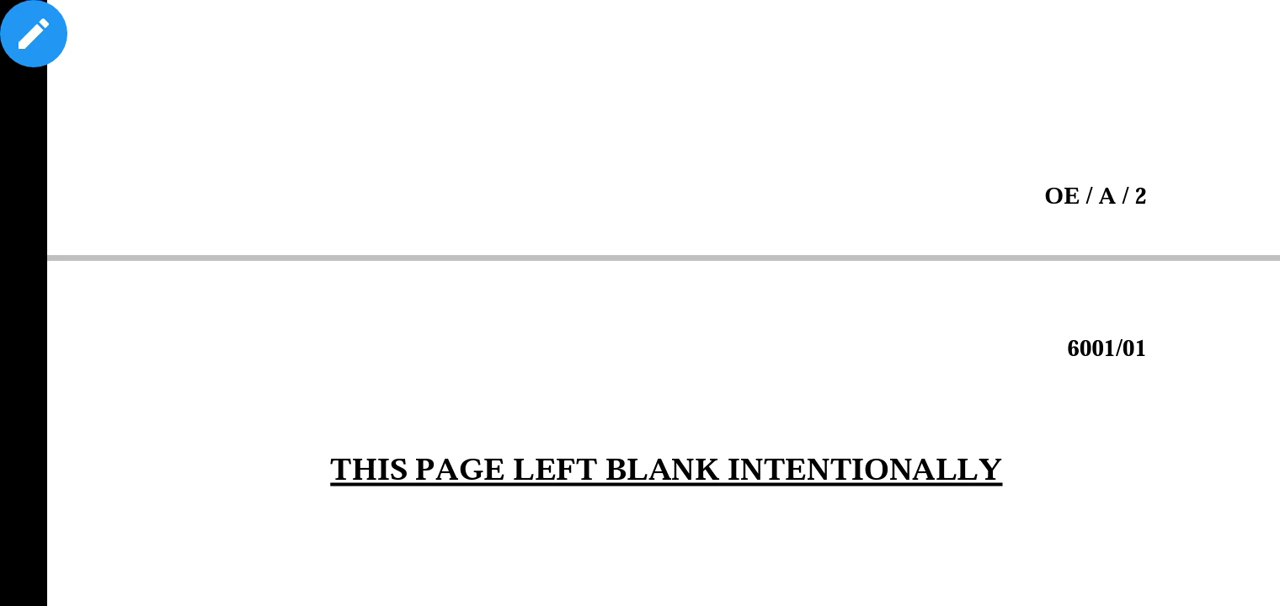 OE / A / 2
6001/01
THIS PAGE LEFT BLANK INTENTIONALLY